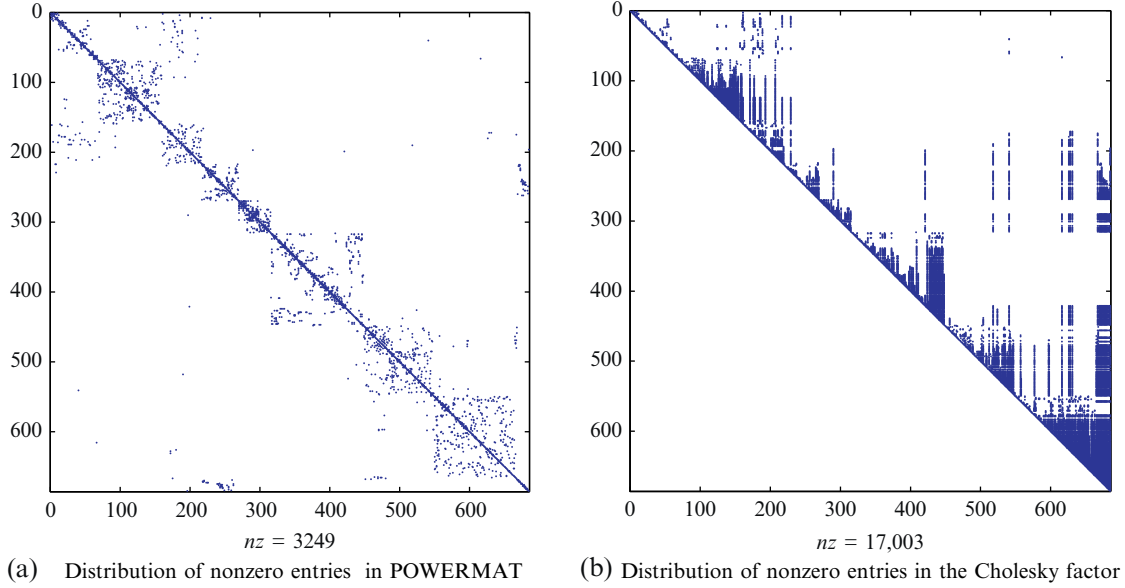 0
100
200
300
400
500
600
0 100 200 300 400 500 600
nz = 3249
(a) Distribution of nonzero entries in POWERMAT
0
100
200
300
400
500
600
0 100 200 300 400 500 600
nz = 17,003
(b) Distribution of nonzero entries in the Cholesky factor